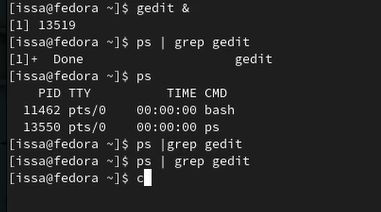 [issa@fedora ~]$ gedit &
[1] 13519
[issa@fedora ~]$ ps | grep gedit
[1]+  Done                    gedit
[issa@fedora ~]$ ps
    PID TTY          TIME CMD
  11462 pts/0    00:00:00 bash
  13550 pts/0    00:00:00 ps
[issa@fedora ~]$ ps |grep gedit
[issa@fedora ~]$ ps | grep gedit
[issa@fedora ~]$ c